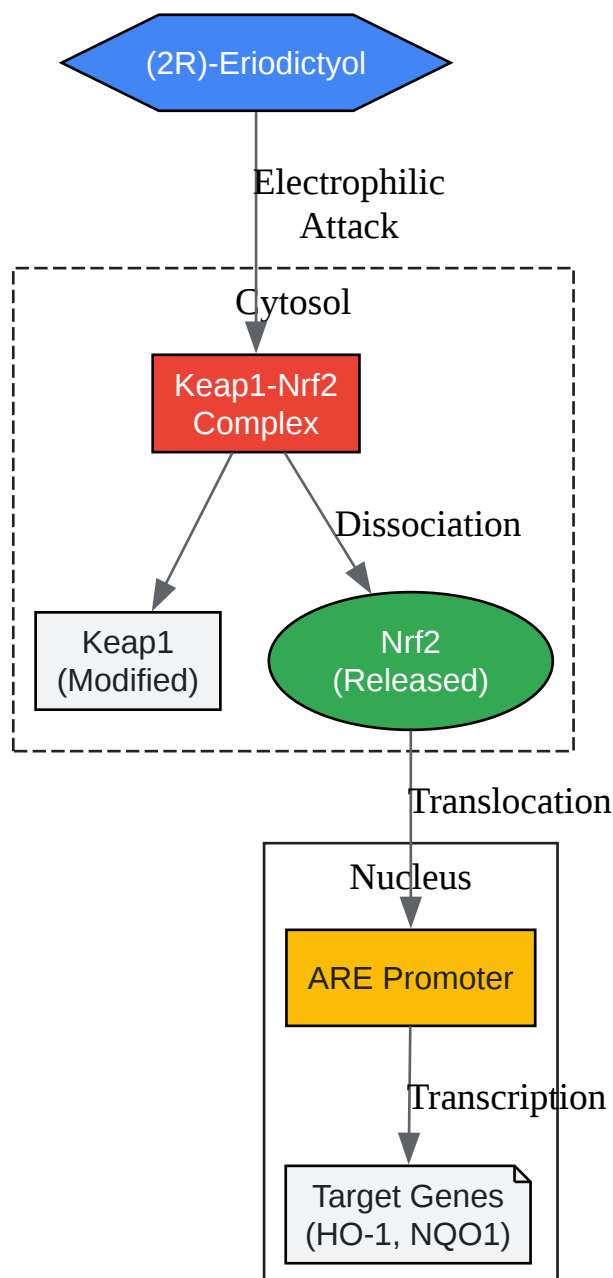 (2R)-Eriodictyol
Electrophilic
Attack
Cytosol
Keap1-Nrf2
Complex
Dissociation
Keap1
(Modified)
Nrf2
(Released)
Translocation
Nucleus
ARE Promoter
Transcription
Target Genes
(HO-1, NQO1)